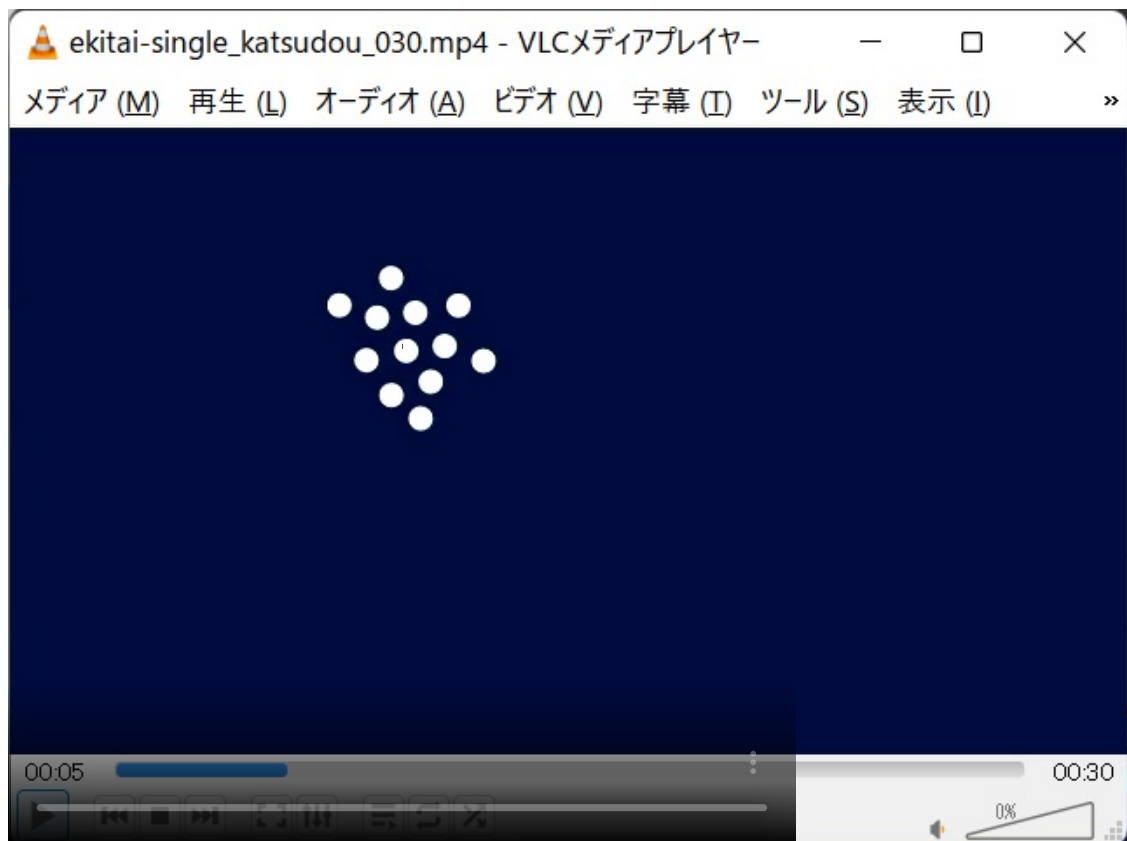 ekitai-single_katsudou_030.mp4 - VLCメディアプレイヤー
メディア (M) 再生 (L) オーディオ (A) ビデオ (V) 字幕 (T) ツール (S) 表示 (I) »
00:05 00:30
0%